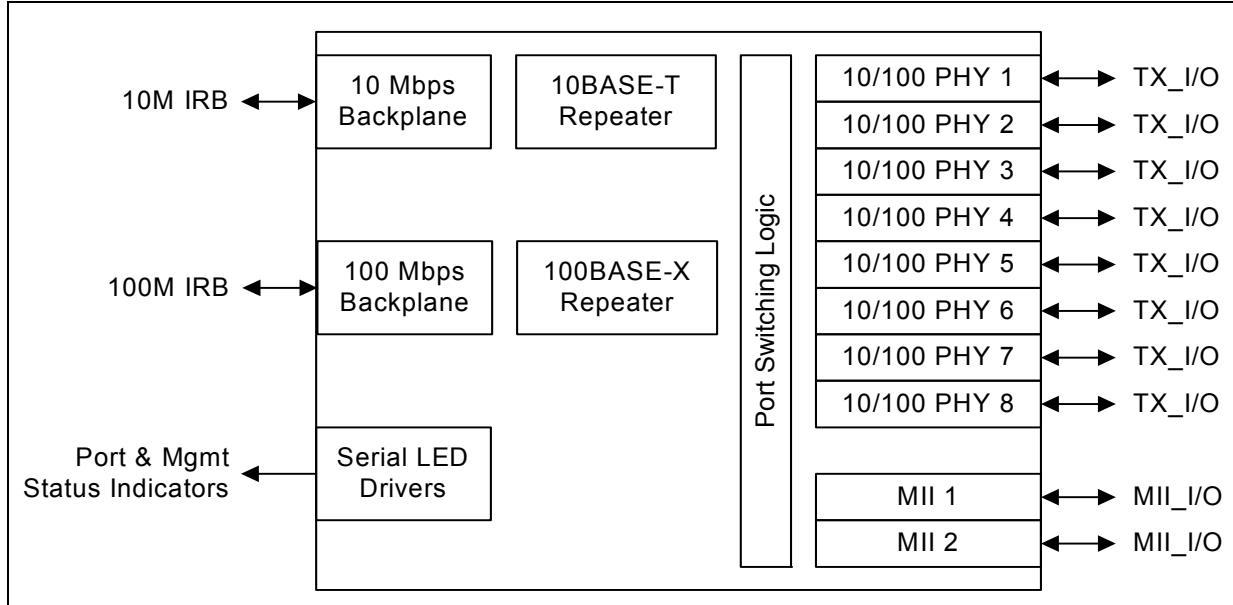 10M IRB
10 Mbps
Backplane
10BASE-T
Repeater
100M IRB
100 Mbps
Backplane
100BASE-X
Repeater
Port & Mgmt
Status Indicators
Serial LED
Drivers
Port Switching Logic
10/100 PHY 1
TX_I/O
10/100 PHY 2
TX_I/O
10/100 PHY 3
TX_I/O
10/100 PHY 4
TX_I/O
10/100 PHY 5
TX_I/O
10/100 PHY 6
TX_I/O
10/100 PHY 7
TX_I/O
10/100 PHY 8
TX_I/O
MII 1
MII_I/O
MII 2
MII_I/O